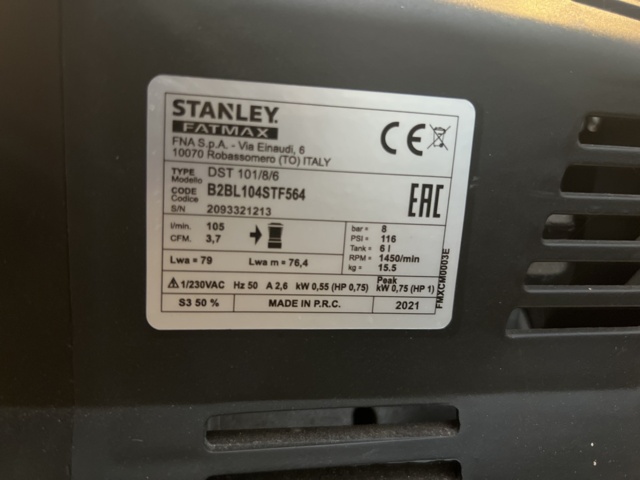 STANLEY
FATMAX
FNA S.p.A. - Via Einaudi, 6
10070 Robassomero (TO) ITALY
CE
TYPE DST 101/8/6
Modello
CODE B2BL104STF564
Codice
S/N 2093321213
EAC
l/min. 105
CFM. 3,7
bar = 8
PSI = 116
Tank = 6 l
RPM = 1450/min
kg = 15.5
Lwa = 79 Lwa m = 76,4
Peak
1/230VAC Hz 50 A 2,6 kW 0,55 (HP 0,75) kW 0,75 (HP 1)
S3 50 % MADE IN P.R.C. 2021
FMXCM0003E